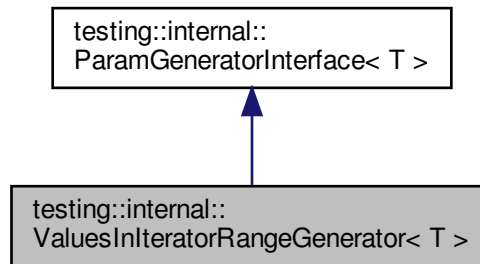 testing::internal::
ParamGeneratorInterface< T >
testing::internal::
ValuesInIteratorRangeGenerator< T >